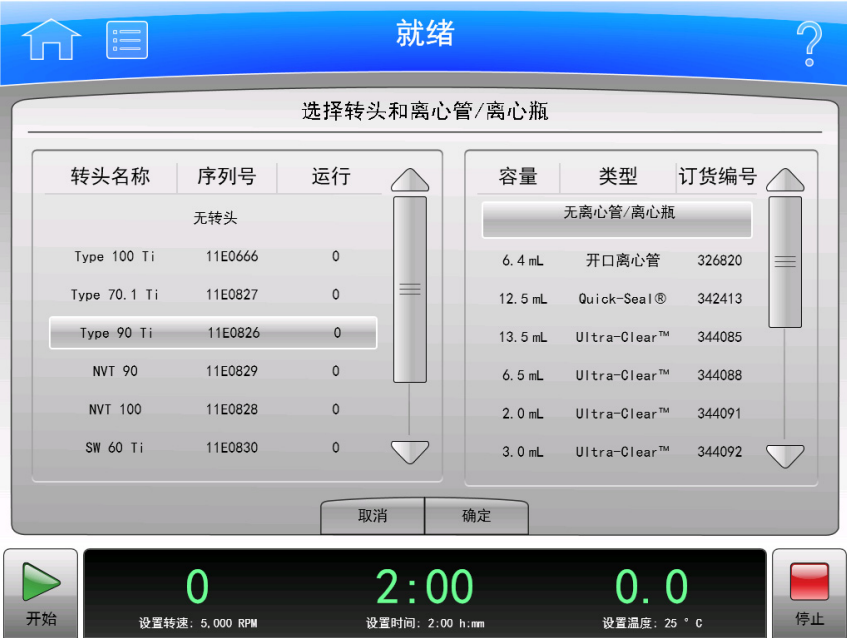 就绪
选择转头和离心管/离心瓶
转头名称 序列号 运行
无转头
Type 100 Ti 11E0666 0
Type 70.1 Ti 11E0827 0
Type 90 Ti 11E0826 0
NVT 90 11E0829 0
NVT 100 11E0828 0
SW 60 Ti 11E0830 0
容量 类型 订货编号
无离心管/离心瓶
6.4 mL 开口离心管 326820
12.5 mL Quick-Seal® 342413
13.5 mL Ultra-Clear™ 344085
6.5 mL Ultra-Clear™ 344088
2.0 mL Ultra-Clear™ 344091
3.0 mL Ultra-Clear™ 344092
取消 确定
开始
0 2:00 0.0
设置转速: 5,000 RPM 设置时间: 2:00 h:mm 设置温度: 25 °C
停止